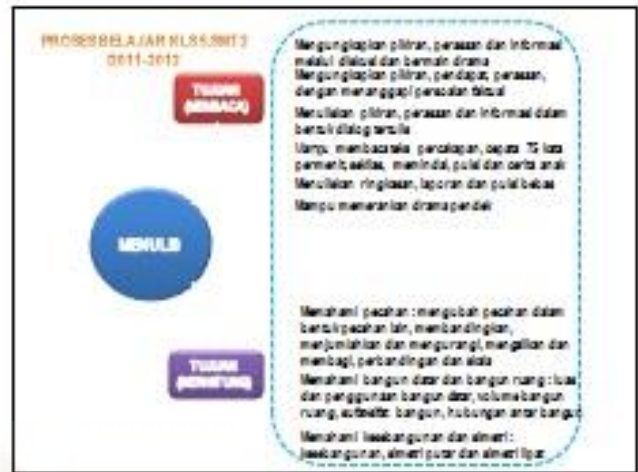 PROSES BELAJAR KLS 5 SMT 2
2011-2012
TUJUAN
(MEMBACA)
MENULIS
TUJUAN
(BERHITUNG)
Mengungkapkan pikiran, perasaan dan informasi
melalui dialog dan bermain drama
Mengungkapkan pikiran, pendapat, perasaan,
dengan menanggapi persoalan faktual
Menuliskan pikiran, perasaan dan informasi dalam
bentuk dialog tertulis
Mampu membaca teks percakapan, cepata 75 kata
permenit, sekilas, memindai, puisi dan cerita anak
Menuliskan ringkasan, laporan dan puisi bebas
Mampu memerankan drama pendek
Memahami pecahan : mengubah pecahan dalam
bentuk pecahan lain, membandingkan,
menjumlahkan dan mengurangi, mengalikan dan
membagi, perbandingan dan skala
Memahami bangun datar dan bangun ruang : luas
dan penggunaan bangun datar, volume bangun
ruang, bangun, hubungan antar bangun
Memahami kesebangunan dan simetri :
kesebangunan, simetri putar dan simetri lipat